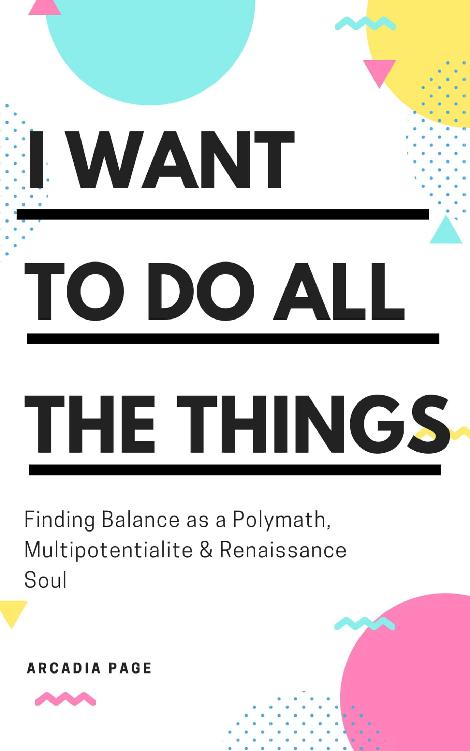 I WANT
TO DO ALL
THE THINGS
Finding Balance as a Polymath,
Multipotentialite & Renaissance
Soul
ARCADIA PAGE